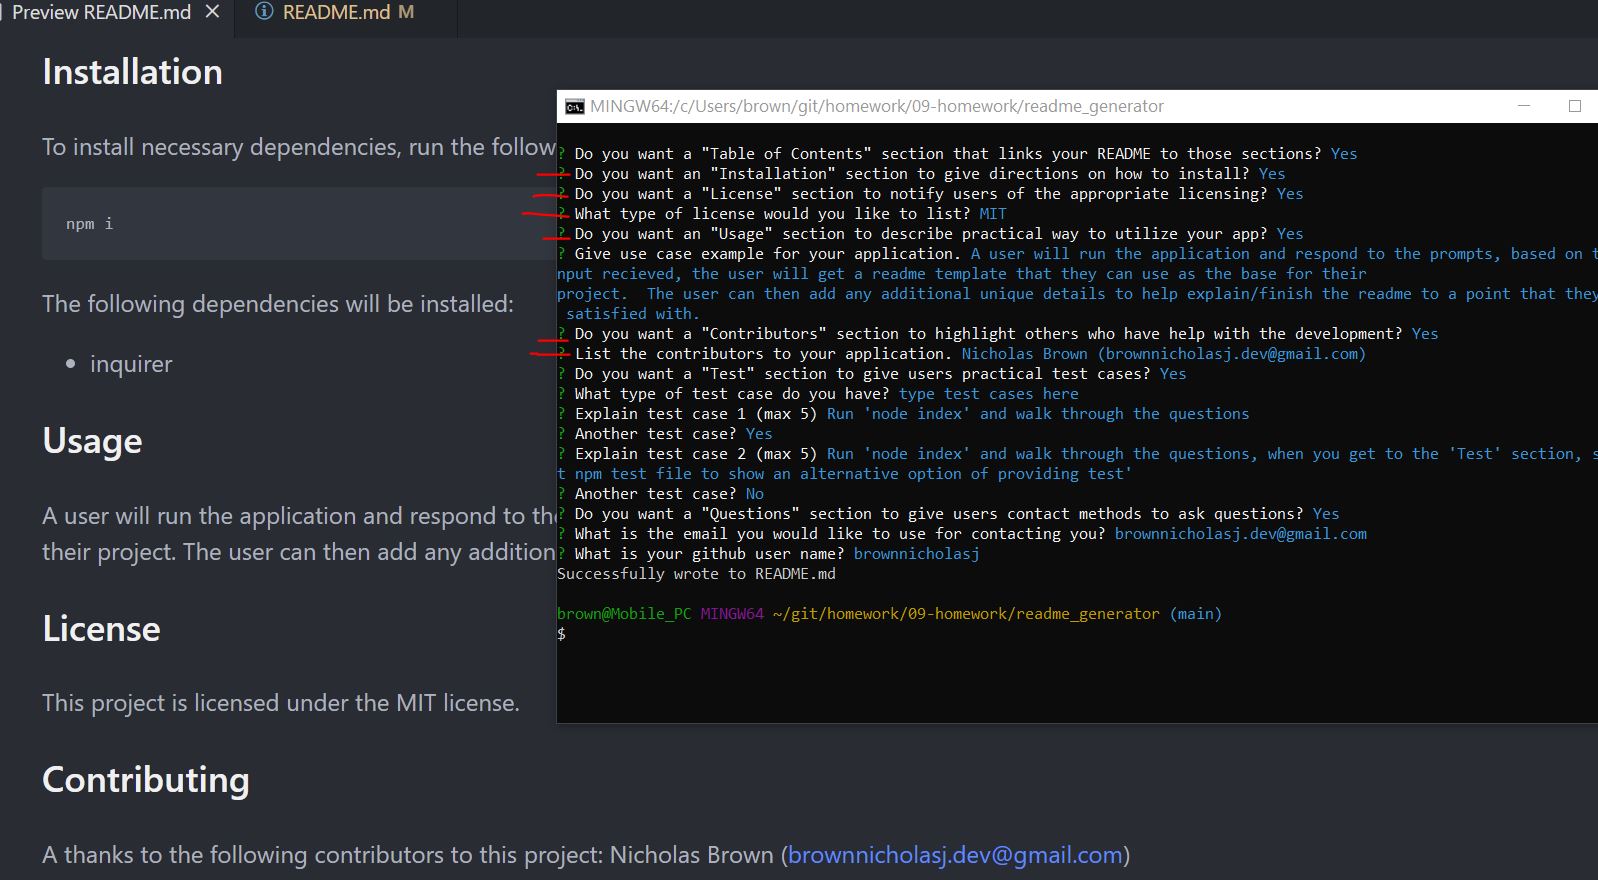 Preview README.md
README.md M
Installation
To install necessary dependencies, run the follow
npm i
The following dependencies will be installed:
inquirer
Usage
A user will run the application and respond to the
their project. The user can then add any addition
License
This project is licensed under the MIT license.
Contributing
A thanks to the following contributors to this project: Nicholas Brown (brownnicholasj.dev@gmail.com)
MINGW64:/c/Users/brown/git/homework/09-homework/readme_generator
? Do you want a "Table of Contents" section that links your README to those sections? Yes
? Do you want an "Installation" section to give directions on how to install? Yes
? Do you want a "License" section to notify users of the appropriate licensing? Yes
? What type of license would you like to list? MIT
? Do you want an "Usage" section to describe practical way to utilize your app? Yes
? Give use case example for your application. A user will run the application and respond to the prompts, based on t
nput recieved, the user will get a readme template that they can use as the base for their
project.  The user can then add any additional unique details to help explain/finish the readme to a point that they
satisfied with.
? Do you want a "Contributors" section to highlight others who have help with the development? Yes
? List the contributors to your application. Nicholas Brown (brownnicholasj.dev@gmail.com)
? Do you want a "Test" section to give users practical test cases? Yes
? What type of test case do you have? type test cases here
? Explain test case 1 (max 5) Run 'node index' and walk through the questions
? Another test case? Yes
? Explain test case 2 (max 5) Run 'node index' and walk through the questions, when you get to the 'Test' section, s
t npm test file to show an alternative option of providing test'
? Another test case? No
? Do you want a "Questions" section to give users contact methods to ask questions? Yes
? What is the email you would like to use for contacting you? brownnicholasj.dev@gmail.com
? What is your github user name? brownnicholasj
Successfully wrote to README.md
brown@Mobile_PC MINGW64 ~/git/homework/09-homework/readme_generator (main)
$